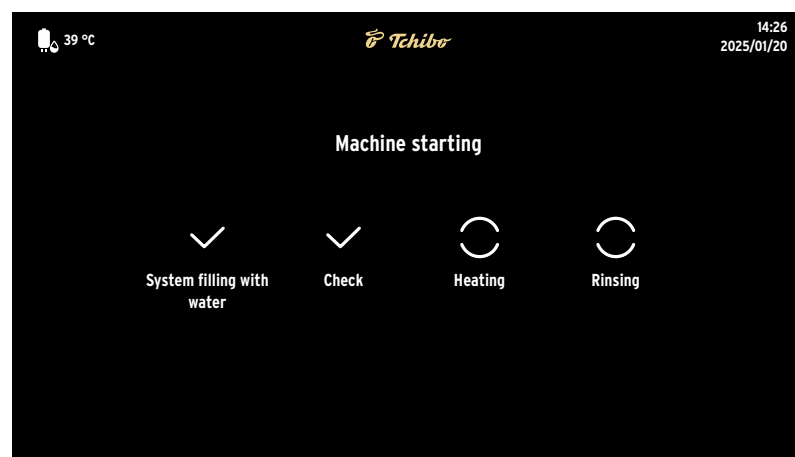 39 °C
Tchibo
14:26
2025/01/20
Machine starting
System filling with
water
Check
Heating
Rinsing